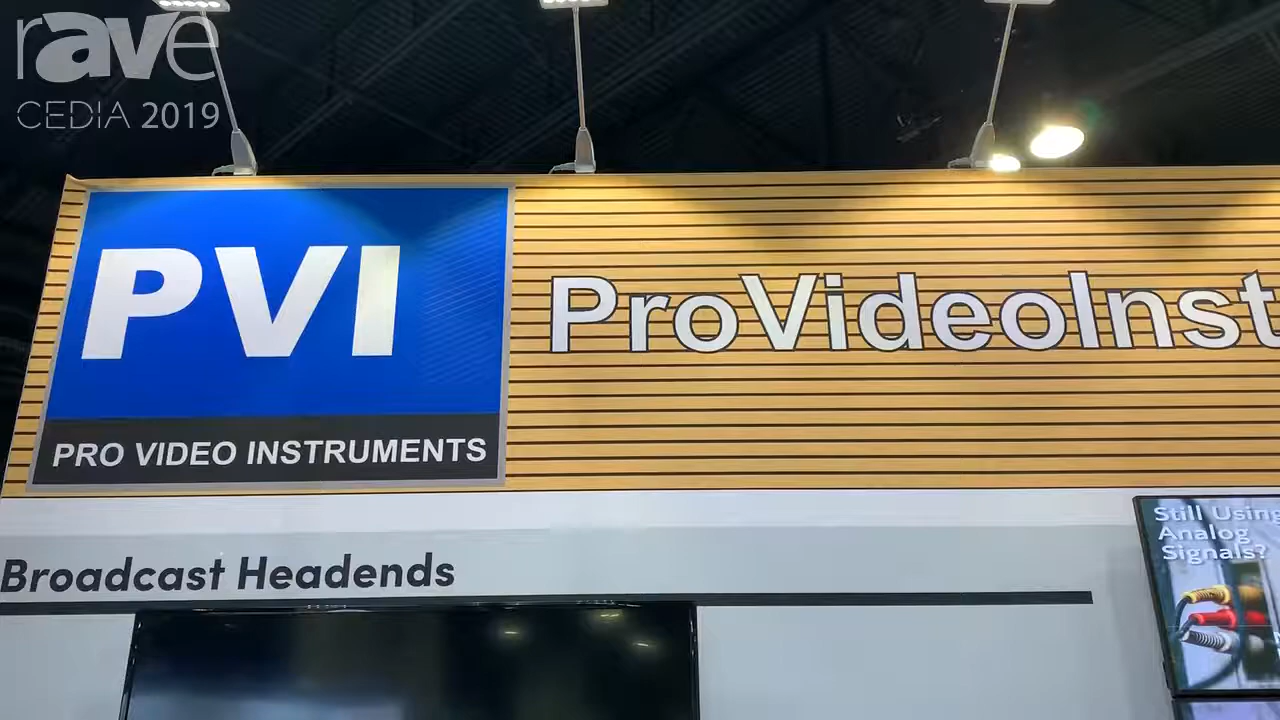 rAVe
CEDIA 2019
PVI
PRO VIDEO INSTRUMENTS
ProVideoInst
Broadcast Headends
Still Using
Analog
Signals?